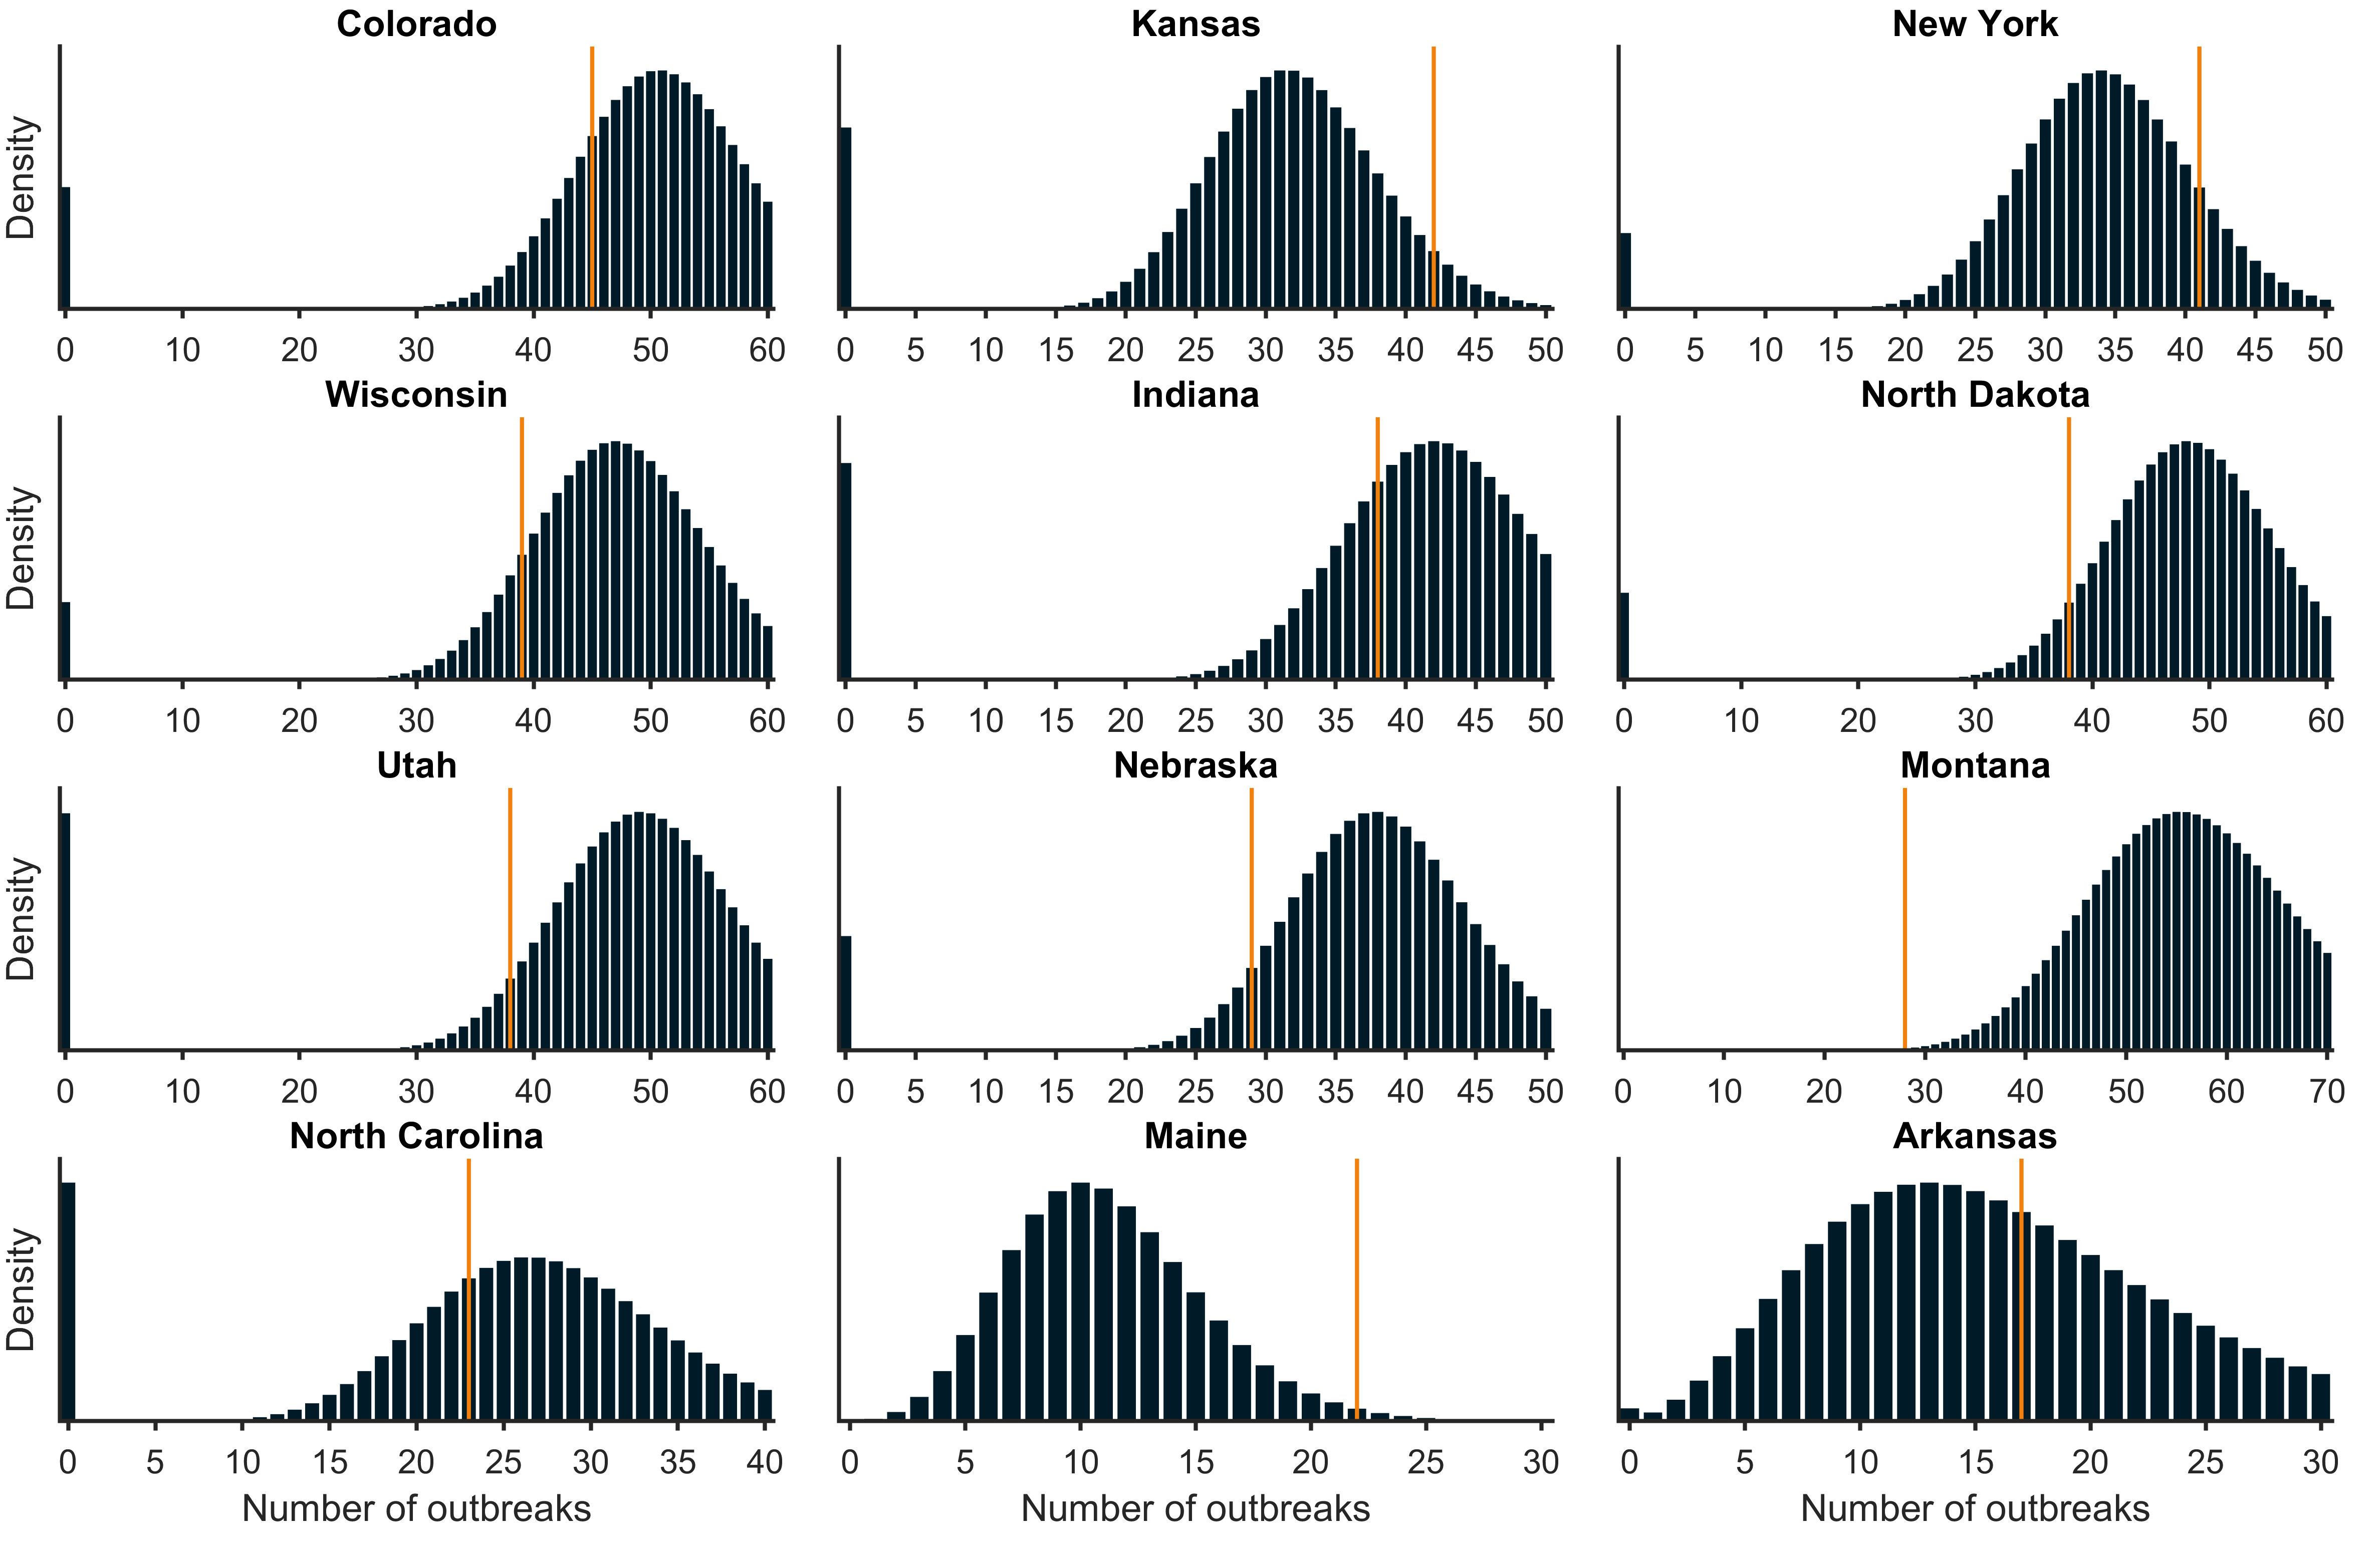 Colorado Kansas New York
Density
0 10 20 30 40 50 60 0 5 10 15 20 25 30 35 40 45 50 0 5 10 15 20 25 30 35 40 45 50
Wisconsin Indiana North Dakota
Density
0 10 20 30 40 50 60 0 5 10 15 20 25 30 35 40 45 50 0 10 20 30 40 50 60
Utah Nebraska Montana
Density
0 10 20 30 40 50 60 0 5 10 15 20 25 30 35 40 45 50 0 10 20 30 40 50 60 70
North Carolina Maine Arkansas
Density
0 5 10 15 20 25 30 35 40 0 5 10 15 20 25 30 0 5 10 15 20 25 30
Number of outbreaks Number of outbreaks Number of outbreaks